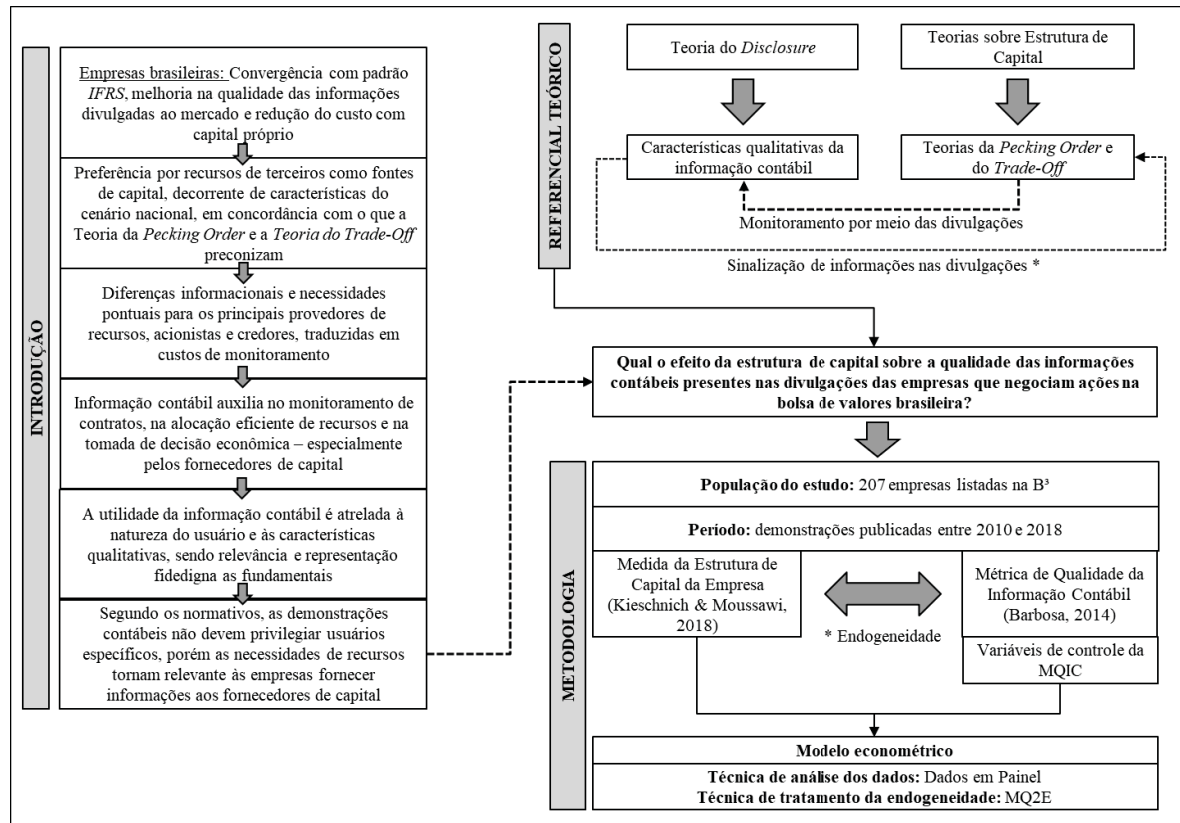 INTRODUÇÃO
Empresas brasileiras: Convergência com padrão
IFRS, melhoria na qualidade das informações
divulgadas ao mercado e redução do custo com
capital próprio
Preferência por recursos de terceiros como fontes
de capital, decorrente de características do
cenário nacional, em concordância com o que a
Teoria da Pecking Order e a Teoria do Trade-Off
preconizam
Diferenças informacionais e necessidades
pontuais para os principais provedores de
recursos, acionistas e credores, traduzidas em
custos de monitoramento
Informação contábil auxilia no monitoramento de
contratos, na alocação eficiente de recursos e na
tomada de decisão econômica – especialmente
pelos fornecedores de capital
A utilidade da informação contábil é atrelada à
natureza do usuário e às características
qualitativas, sendo relevância e representação
fidedigna as fundamentais
Segundo os normativos, as demonstrações
contábeis não devem privilegiar usuários
específicos, porém as necessidades de recursos
tornam relevante às empresas fornecer
informações aos fornecedores de capital
REFERENCIAL TEÓRICO
Teoria do Disclosure
Teorias sobre Estrutura de
Capital
Características qualitativas da
informação contábil
Teorias da Pecking Order e
do Trade-Off
Monitoramento por meio das divulgações
Sinalização de informações nas divulgações *
Qual o efeito da estrutura de capital sobre a qualidade das informações
contábeis presentes nas divulgações das empresas que negociam ações na
bolsa de valores brasileira?
METODOLOGIA
População do estudo: 207 empresas listadas na B³
Período: demonstrações publicadas entre 2010 e 2018
Medida da Estrutura de
Capital da Empresa
(Kieschnich & Moussawi,
2018)
* Endogeneidade
Métrica de Qualidade da
Informação Contábil
(Barbosa, 2014)
Variáveis de controle da
MQIC
Modelo econométrico
Técnica de análise dos dados: Dados em Painel
Técnica de tratamento da endogeneidade: MQ2E